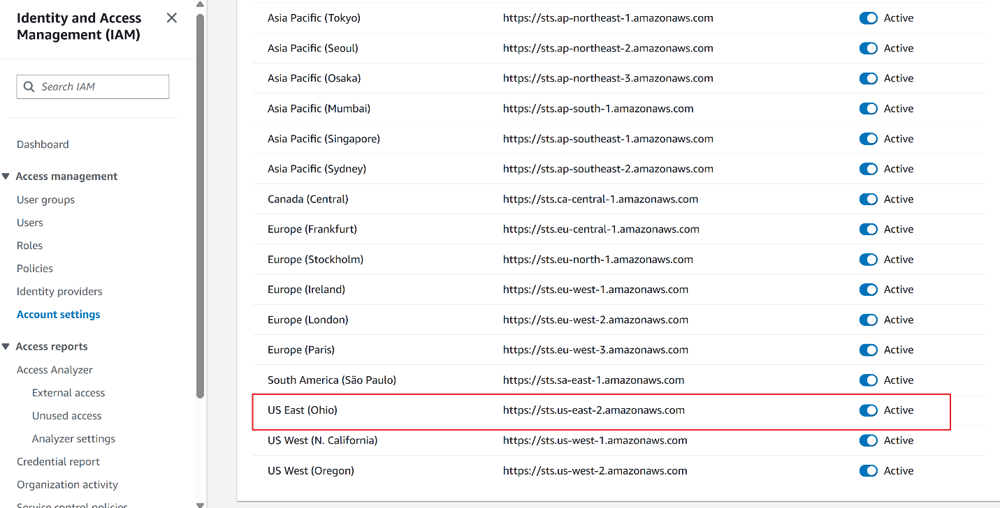 Identity and Access
Management (IAM)
Search IAM
Dashboard
Access management
User groups
Users
Roles
Policies
Identity providers
Account settings
Access reports
Access Analyzer
External access
Unused access
Analyzer settings
Credential report
Organization activity
Service control policies
Asia Pacific (Tokyo) https://sts.ap-northeast-1.amazonaws.com Active
Asia Pacific (Seoul) https://sts.ap-northeast-2.amazonaws.com Active
Asia Pacific (Osaka) https://sts.ap-northeast-3.amazonaws.com Active
Asia Pacific (Mumbai) https://sts.ap-south-1.amazonaws.com Active
Asia Pacific (Singapore) https://sts.ap-southeast-1.amazonaws.com Active
Asia Pacific (Sydney) https://sts.ap-southeast-2.amazonaws.com Active
Canada (Central) https://sts.ca-central-1.amazonaws.com Active
Europe (Frankfurt) https://sts.eu-central-1.amazonaws.com Active
Europe (Stockholm) https://sts.eu-north-1.amazonaws.com Active
Europe (Ireland) https://sts.eu-west-1.amazonaws.com Active
Europe (London) https://sts.eu-west-2.amazonaws.com Active
Europe (Paris) https://sts.eu-west-3.amazonaws.com Active
South America (São Paulo) https://sts.sa-east-1.amazonaws.com Active
US East (Ohio) https://sts.us-east-2.amazonaws.com Active
US West (N. California) https://sts.us-west-1.amazonaws.com Active
US West (Oregon) https://sts.us-west-2.amazonaws.com Active